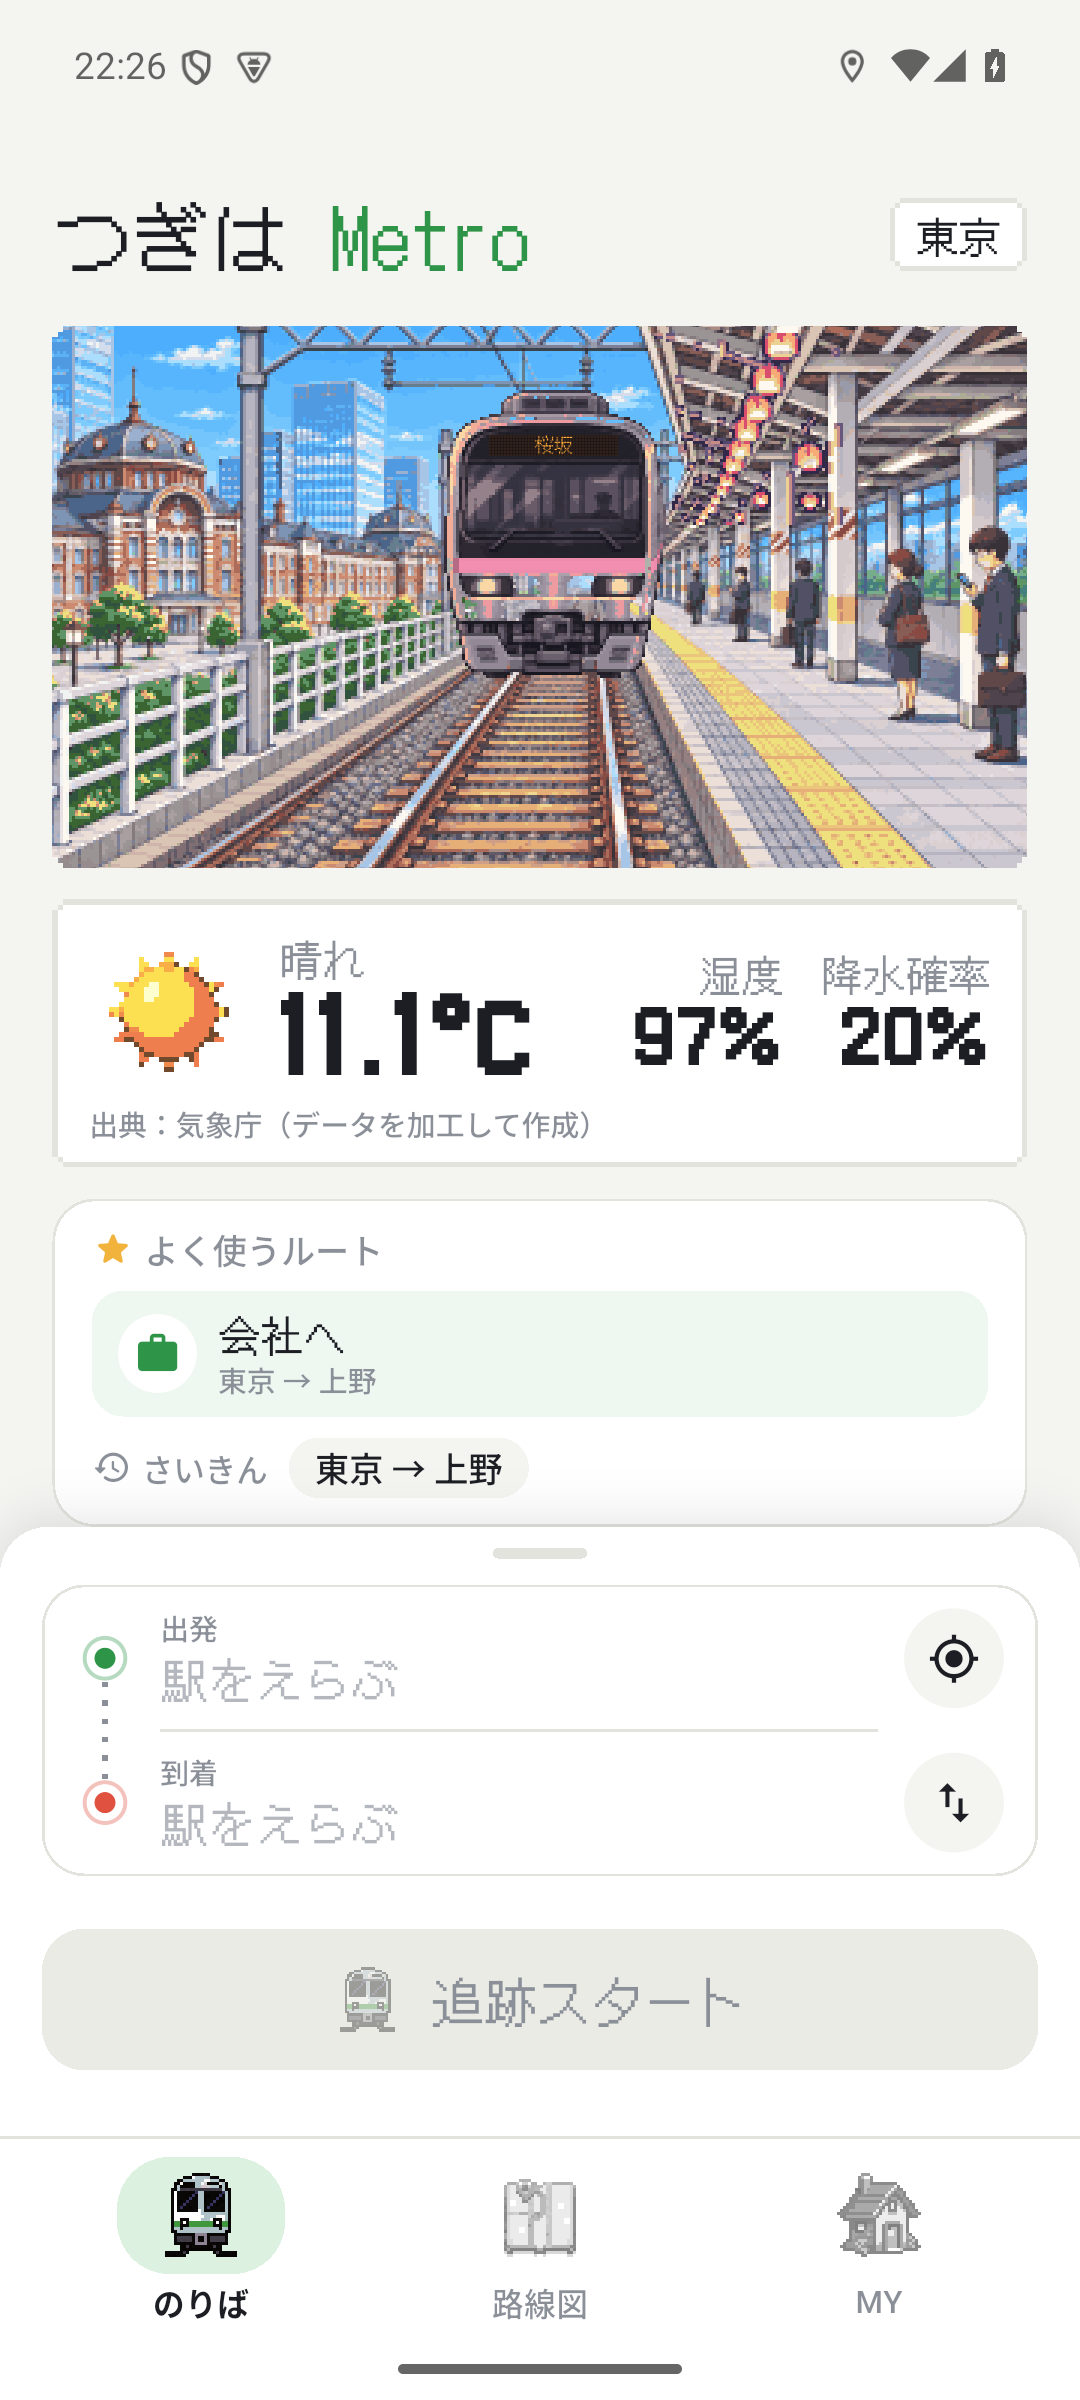 22:26
つぎは Metro
東京
桜坂
晴れ
11.1°C
湿度
97%
降水確率
20%
出典：気象庁（データを加工して作成）
よく使うルート
会社へ
東京 → 上野
さいきん
東京 → 上野
出発
駅をえらぶ
到着
駅をえらぶ
追跡スタート
のりば
路線図
MY